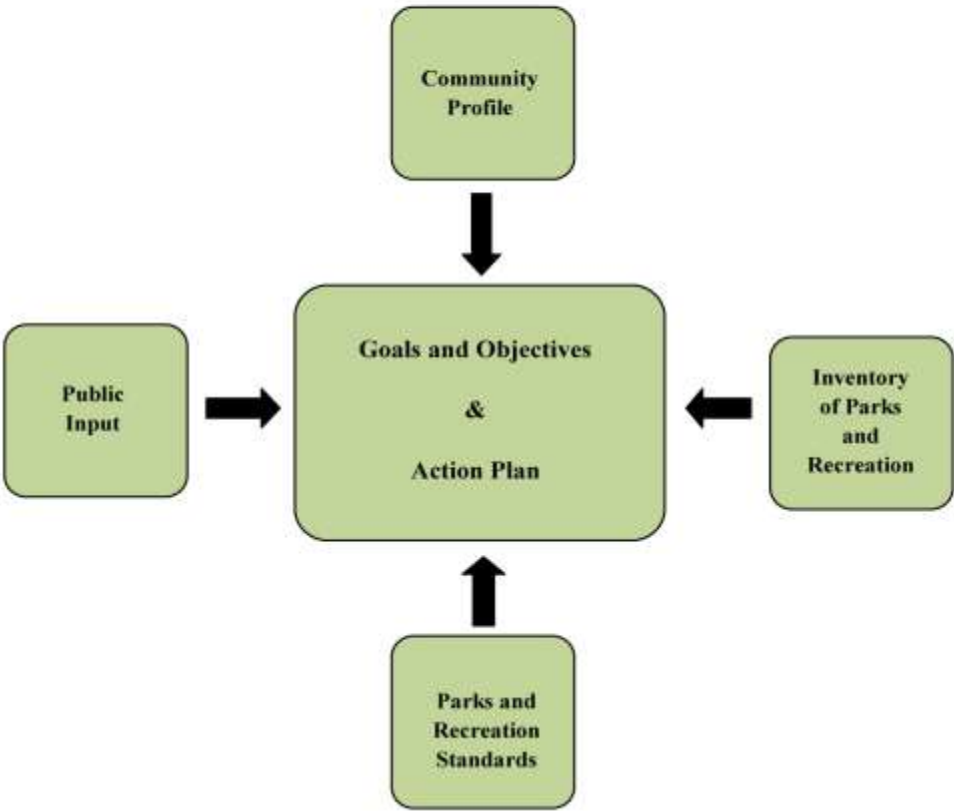 Community
Profile
Goals and Objectives
&
Action Plan
Public
Input
Inventory
of Parks
and
Recreation
Parks and
Recreation
Standards